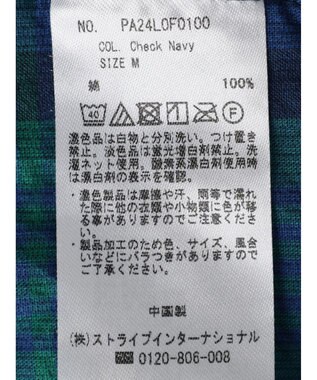 NO. PA24L0F0100
COL. Check Navy
SIZE M
綿 100%
40
濃色品は白物と分別洗い。つけ置き
禁止。淡色品は蛍光増白剤禁止。洗
濯ネット使用。酸素系漂白剤使用時
は漂白剤の表示を確認。
・濃色製品は摩擦や汗、雨等で濡れ
た際に他の衣類や小物類に色が移
る事がありますのでご注意くださ
い。
・製品加工のため色、サイズ、風合
いなどにバラつきがありますので
ご了承ください。
中国製
(株)ストライプインターナショナル
0120-806-008